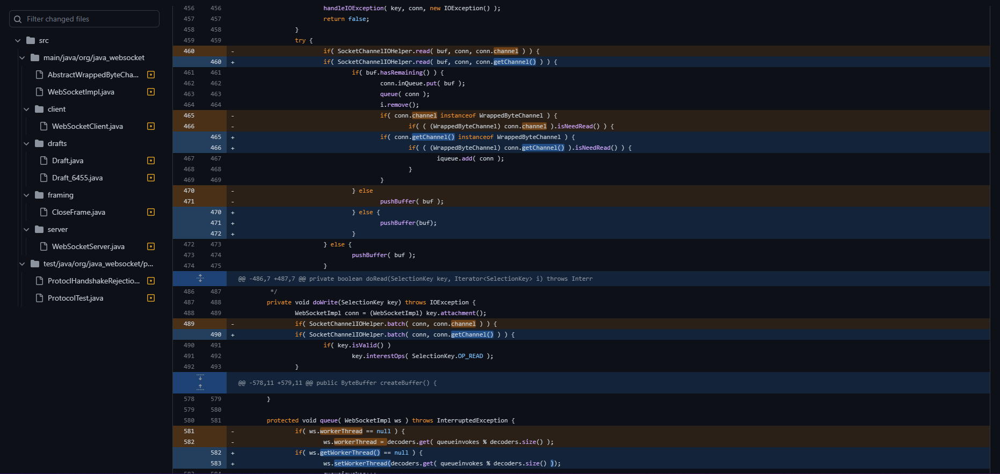 Filter changed files
src
main/java/org/java_websocket
AbstractWrappedByteCha...
WebSocketImpl.java
client
WebSocketClient.java
drafts
Draft.java
Draft_6455.java
framing
CloseFrame.java
server
WebSocketServer.java
test/java/org/java_websocket/p...
ProtoclHandshakeRejectio...
ProtocolTest.java
456 456 handleIOException( key, conn, new IOException() );
457 457 return false;
458 458 }
459 459 try {
460 - if( SocketChannelIOHelper.read( buf, conn, conn.channel ) ) {
460 + if( SocketChannelIOHelper.read( buf, conn, conn.getChannel() ) ) {
461 461 if( buf.hasRemaining() ) {
462 462 conn.inQueue.put( buf );
463 463 queue( conn );
464 464 i.remove();
465 - if( conn.channel instanceof WrappedByteChannel ) {
466 - if( ( (WrappedByteChannel) conn.channel ).isNeedRead() ) {
465 + if( conn.getChannel() instanceof WrappedByteChannel ) {
466 + if( ( (WrappedByteChannel) conn.getChannel() ).isNeedRead() ) {
467 467 iqueue.add( conn );
468 468 }
469 469 }
470 - } else
471 - pushBuffer( buf );
470 + } else {
471 + pushBuffer(buf);
472 + }
472 473 } else {
473 474 pushBuffer( buf );
474 475 }
@@ -486,7 +487,7 @@ private boolean doRead(SelectionKey key, Iterator<SelectionKey> i) throws Interr
486 487 */
487 488 private void doWrite(SelectionKey key) throws IOException {
488 489 WebSocketImpl conn = (WebSocketImpl) key.attachment();
489 - if( SocketChannelIOHelper.batch( conn, conn.channel ) ) {
490 + if( SocketChannelIOHelper.batch( conn, conn.getChannel() ) ) {
490 491 if( key.isValid() )
491 492 key.interestOps( SelectionKey.OP_READ );
492 493 }
@@ -578,11 +579,11 @@ public ByteBuffer createBuffer() {
578 579 }
579 580
580 581 protected void queue( WebSocketImpl ws ) throws InterruptedException {
581 - if( ws.workerThread == null ) {
582 - ws.workerThread = decoders.get( queueinvokes % decoders.size() );
582 + if( ws.getWorkerThread() == null ) {
583 + ws.setWorkerThread(decoders.get( queueinvokes % decoders.size() ));